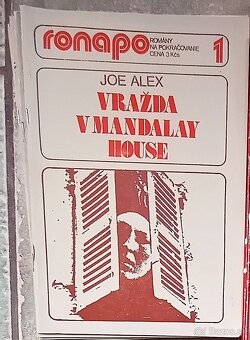 ronapo
ROMÁNY
NA POKRAČOVANIE
CENA 3 Kčs
1
JOE ALEX
VRAŽDA
V MANDALAY
HOUSE